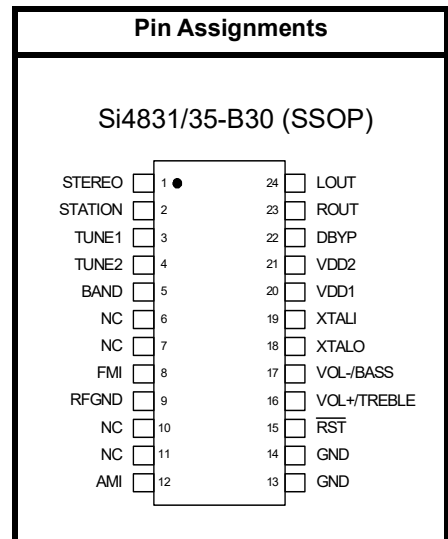 Pin Assignments
Si4831/35-B30 (SSOP)
STEREO 1 24 LOUT
STATION 2 23 ROUT
TUNE1 3 22 DBYP
TUNE2 4 21 VDD2
BAND 5 20 VDD1
NC 6 19 XTALI
NC 7 18 XTALO
FMI 8 17 VOL-/BASS
RFGND 9 16 VOL+/TREBLE
NC 10 15 RST
NC 11 14 GND
AMI 12 13 GND